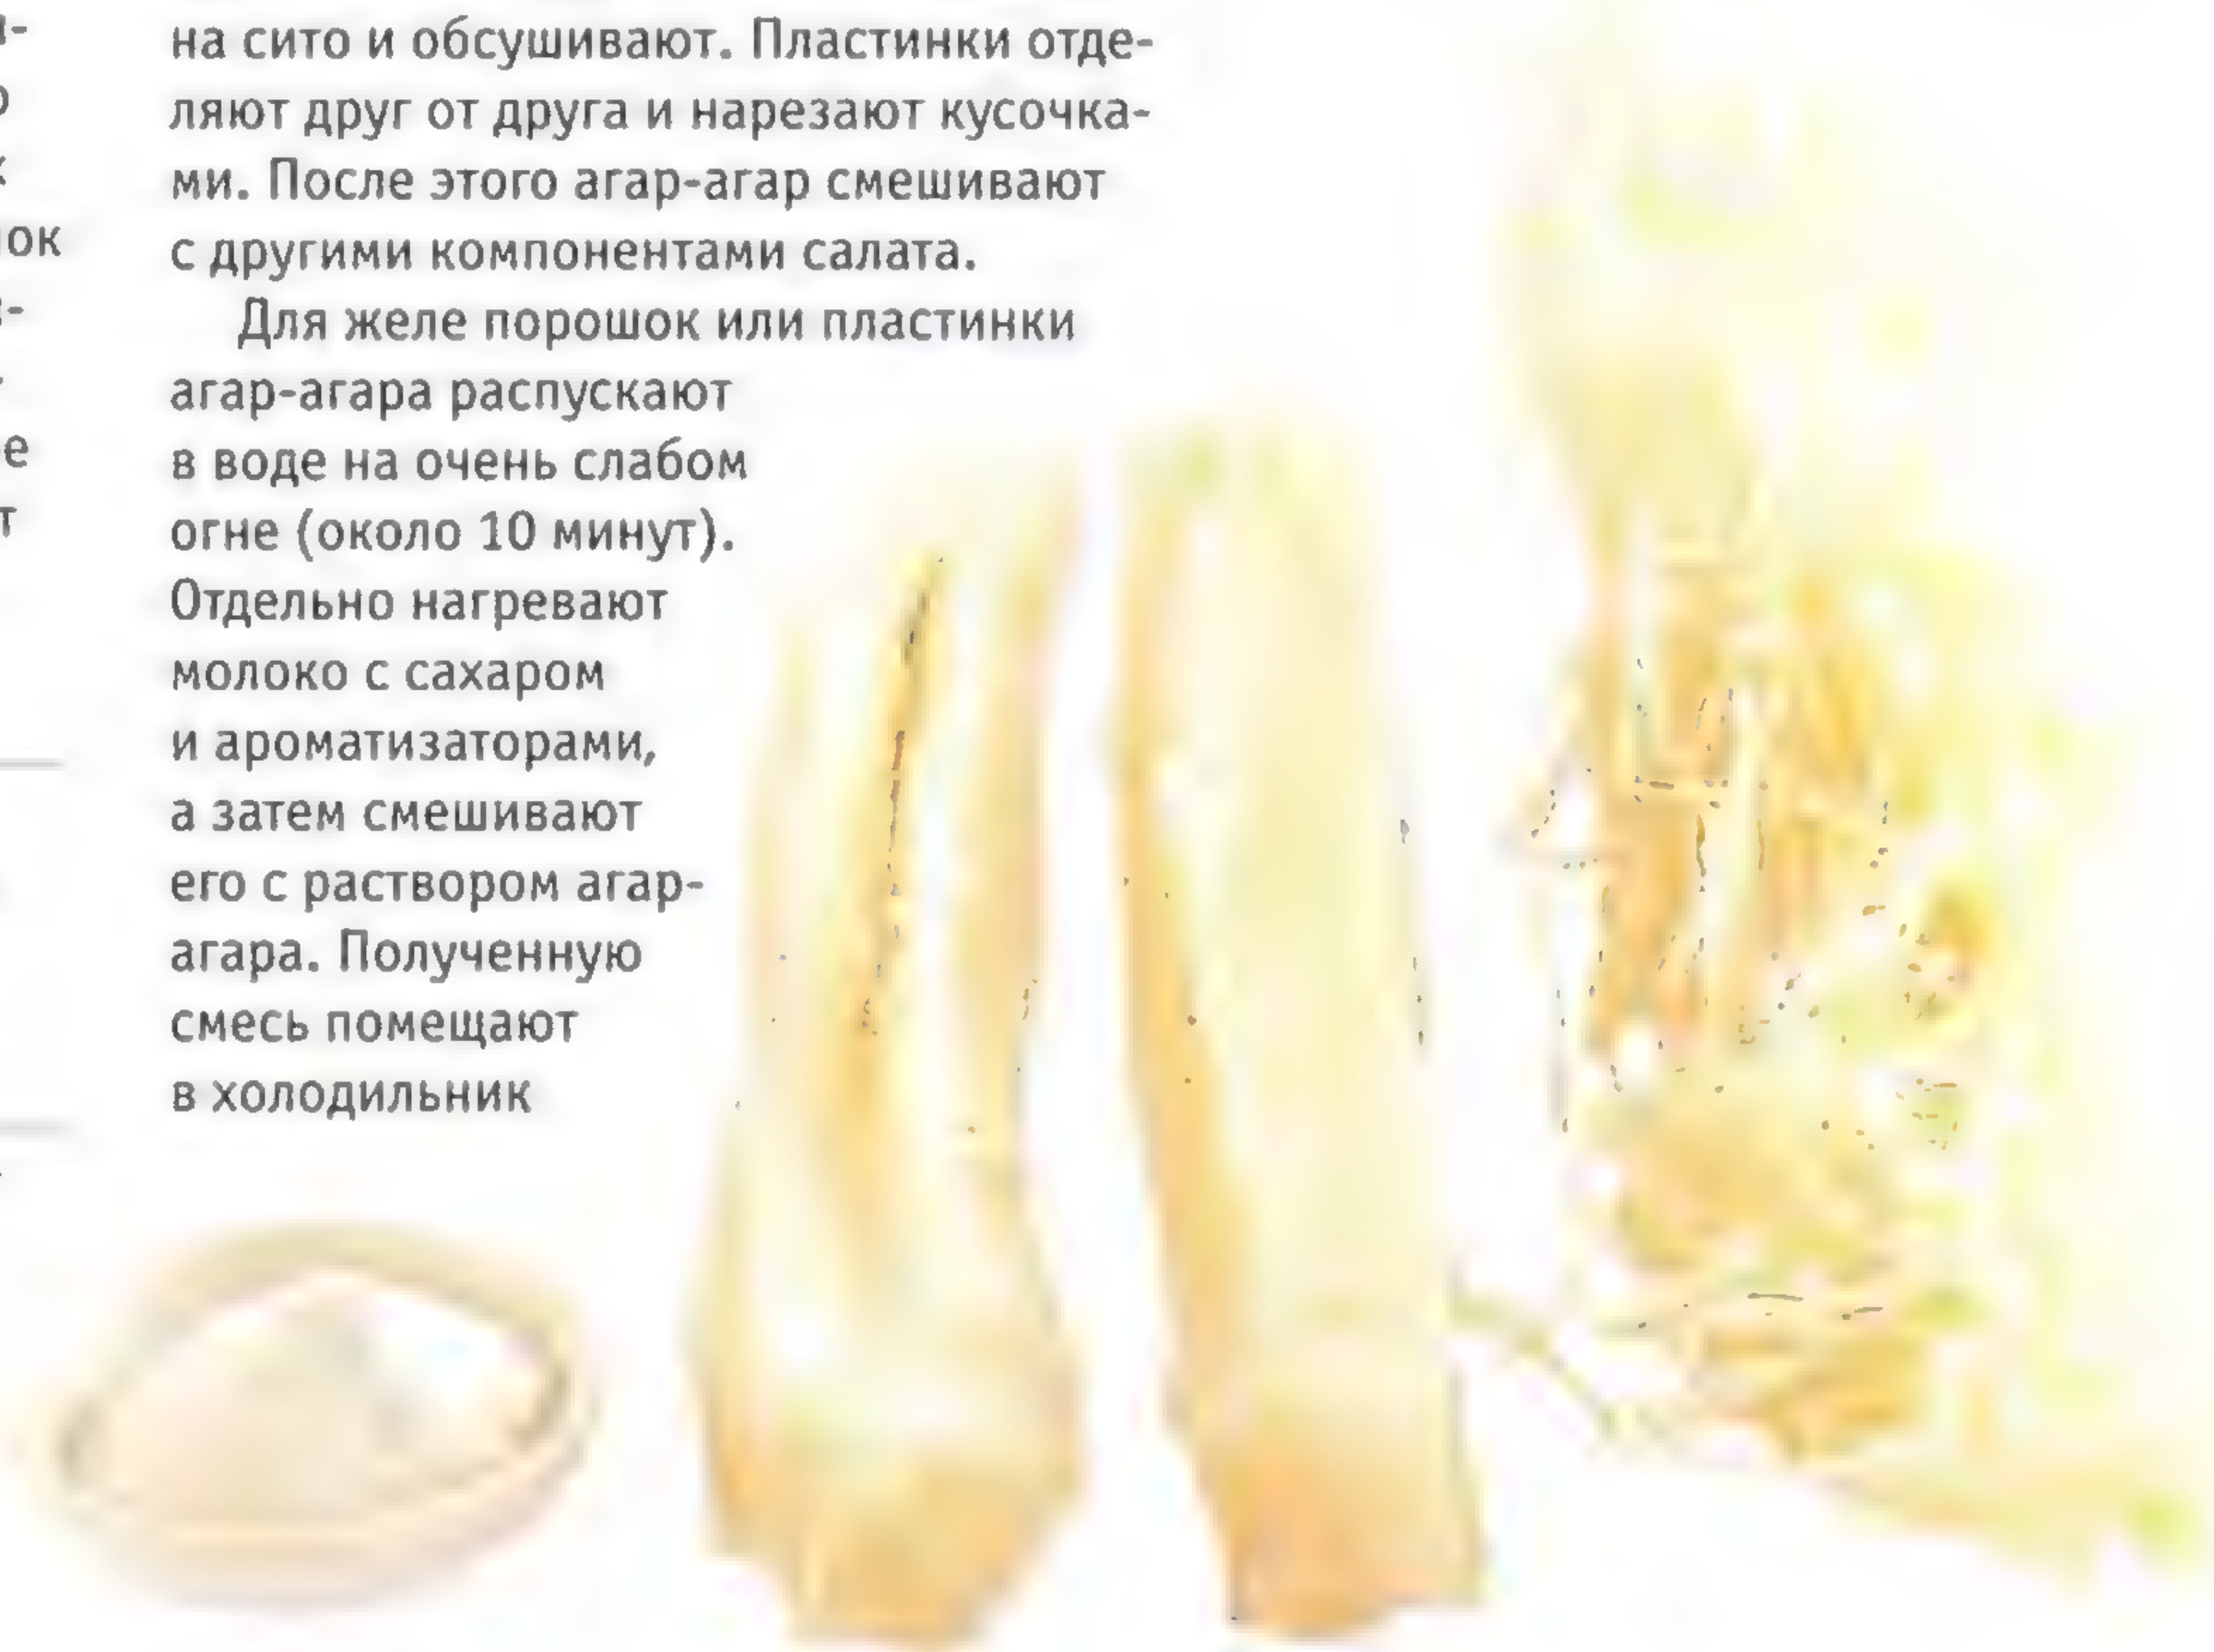 на сито и обсушивают. Пластинки отде-
ляют друг от друга и нарезают кусочка-
ми. После этого агар-агар смешивают
с другими компонентами салата.
Для желе порошок или пластинки
агар-агара распускают
в воде на очень слабом
огне (около 10 минут).
Отдельно нагревают
молоко с сахаром
и ароматизаторами,
а затем смешивают
его с раствором агар-
агара. Полученную
смесь помещают
в холодильник